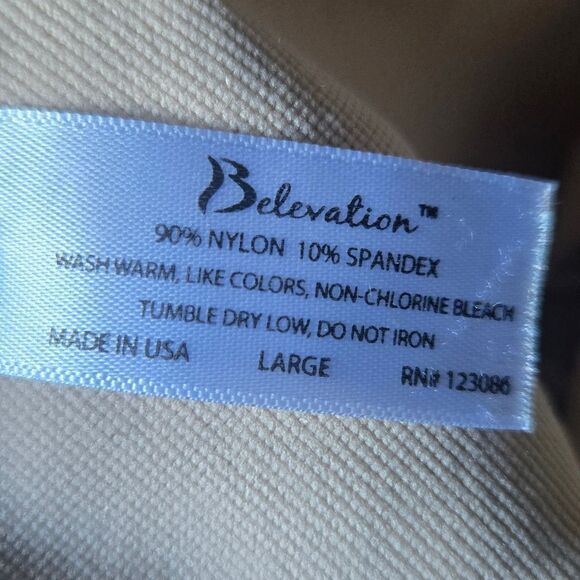 Belevation™
90% NYLON 10% SPANDEX
WASH WARM, LIKE COLORS, NON-CHLORINE BLEACH
TUMBLE DRY LOW, DO NOT IRON
MADE IN USA LARGE RN# 123086